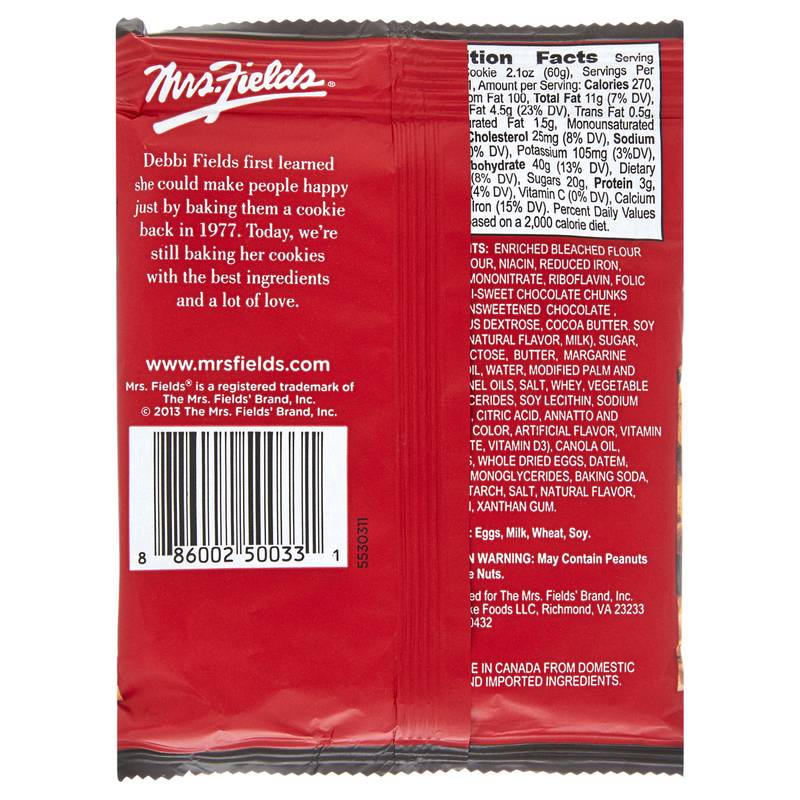 Mrs. Fields®
Debbi Fields first learned
she could make people happy
just by baking them a cookie
back in 1977. Today, we're
still baking her cookies
with the best ingredients
and a lot of love.
www.mrsfields.com
Mrs. Fields® is a registered trademark of
The Mrs. Fields' Brand, Inc.
© 2013 The Mrs. Fields' Brand, Inc.
8 86002 50033 1
5530311
tion Facts Serving
ookie 2.1oz (60g), Servings Per
1, Amount per Serving: Calories 270,
om Fat 100, Total Fat 11g (7% DV),
Fat 4.5g (23% DV), Trans Fat 0.5g,
urated Fat 1.5g, Monounsaturated
Cholesterol 25mg (8% DV), Sodium
0% DV), Potassium 105mg (3%DV),
bohydrate 40g (13% DV), Dietary
(8% DV), Sugars 20g, Protein 3g,
(4% DV), Vitamin C (0% DV), Calcium
Iron (15% DV). Percent Daily Values
ased on a 2,000 calorie diet.
TS: ENRICHED BLEACHED FLOUR
OUR, NIACIN, REDUCED IRON,
MONONITRATE, RIBOFLAVIN, FOLIC
I-SWEET CHOCOLATE CHUNKS
NSWEETENED CHOCOLATE ,
US DEXTROSE, COCOA BUTTER. SOY
NATURAL FLAVOR, MILK), SUGAR,
CTOSE, BUTTER, MARGARINE
OIL, WATER, MODIFIED PALM AND
NEL OILS, SALT, WHEY, VEGETABLE
CERIDES, SOY LECITHIN, SODIUM
, CITRIC ACID, ANNATTO AND
COLOR, ARTIFICIAL FLAVOR, VITAMIN
TE, VITAMIN D3), CANOLA OIL,
S, WHOLE DRIED EGGS, DATEM,
MONOGLYCERIDES, BAKING SODA,
TARCH, SALT, NATURAL FLAVOR,
, XANTHAN GUM.
: Eggs, Milk, Wheat, Soy.
N WARNING: May Contain Peanuts
e Nuts.
ed for The Mrs. Fields' Brand, Inc.
ke Foods LLC, Richmond, VA 23233
0432
E IN CANADA FROM DOMESTIC
ND IMPORTED INGREDIENTS.